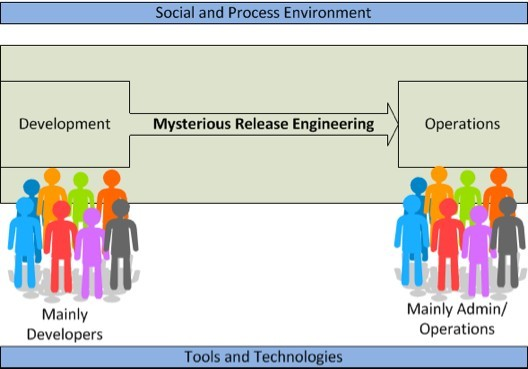 Social and Process Environment
Development
Mysterious Release Engineering
Operations
Mainly
Developers
Mainly Admin/
Operations
Tools and Technologies